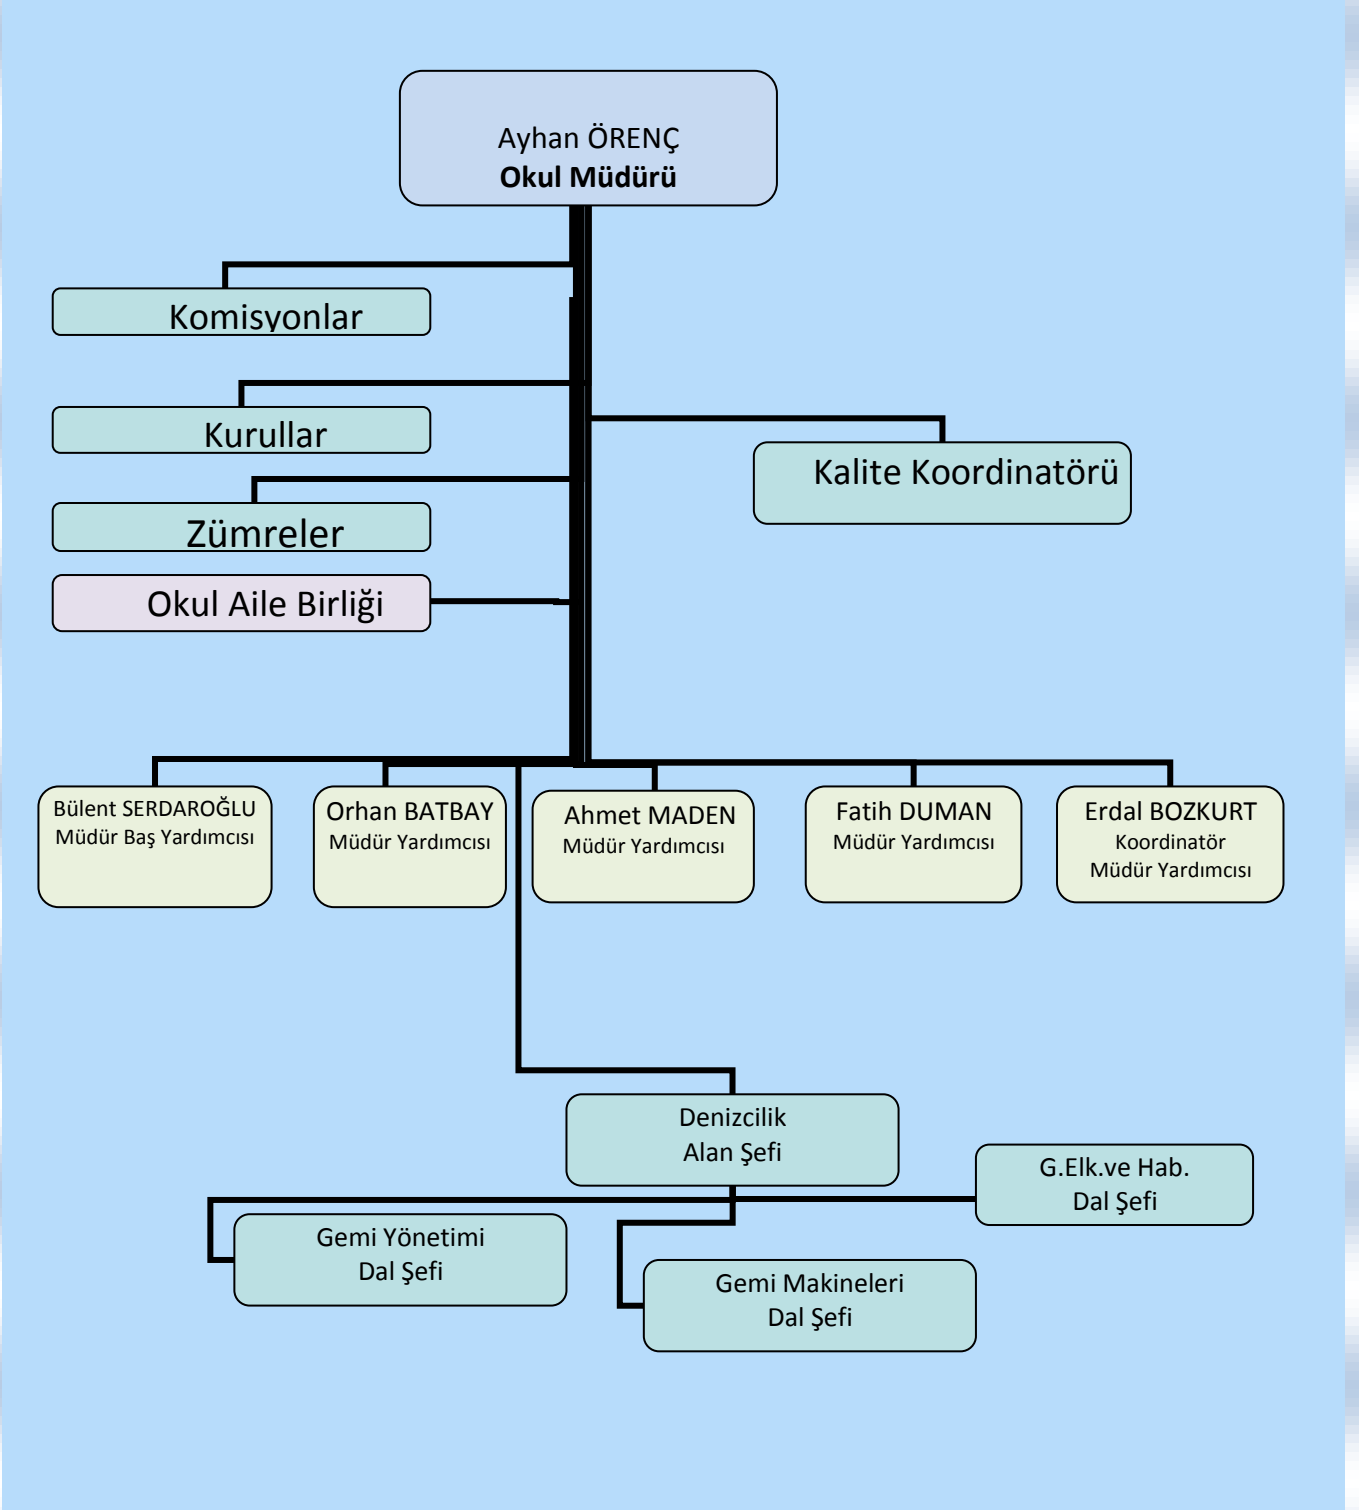 Ayhan ÖRENÇ
Okul Müdürü
Komisyonlar
Kurullar
Kalite Koordinatörü
Zümreler
Okul Aile Birliği
Bülent SERDAROĞLU
Müdür Baş Yardımcısı
Orhan BATBAY
Müdür Yardımcısı
Ahmet MADEN
Müdür Yardımcısı
Fatih DUMAN
Müdür Yardımcısı
Erdal BOZKURT
Koordinatör
Müdür Yardımcısı
Denizcilik
Alan Şefi
G.Elk.ve Hab.
Dal Şefi
Gemi Yönetimi
Dal Şefi
Gemi Makineleri
Dal Şefi